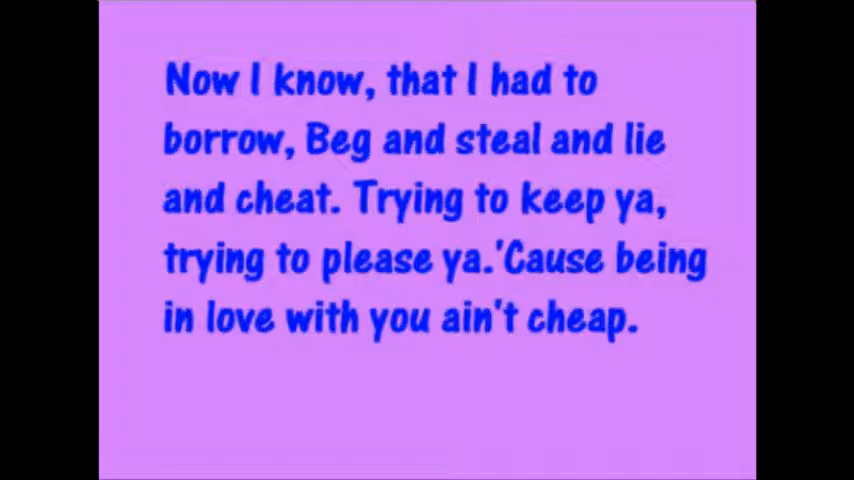 Now I know, that I had to
borrow, Beg and steal and lie
and cheat. Trying to keep ya,
trying to please ya.'Cause being
in love with you ain't cheap.